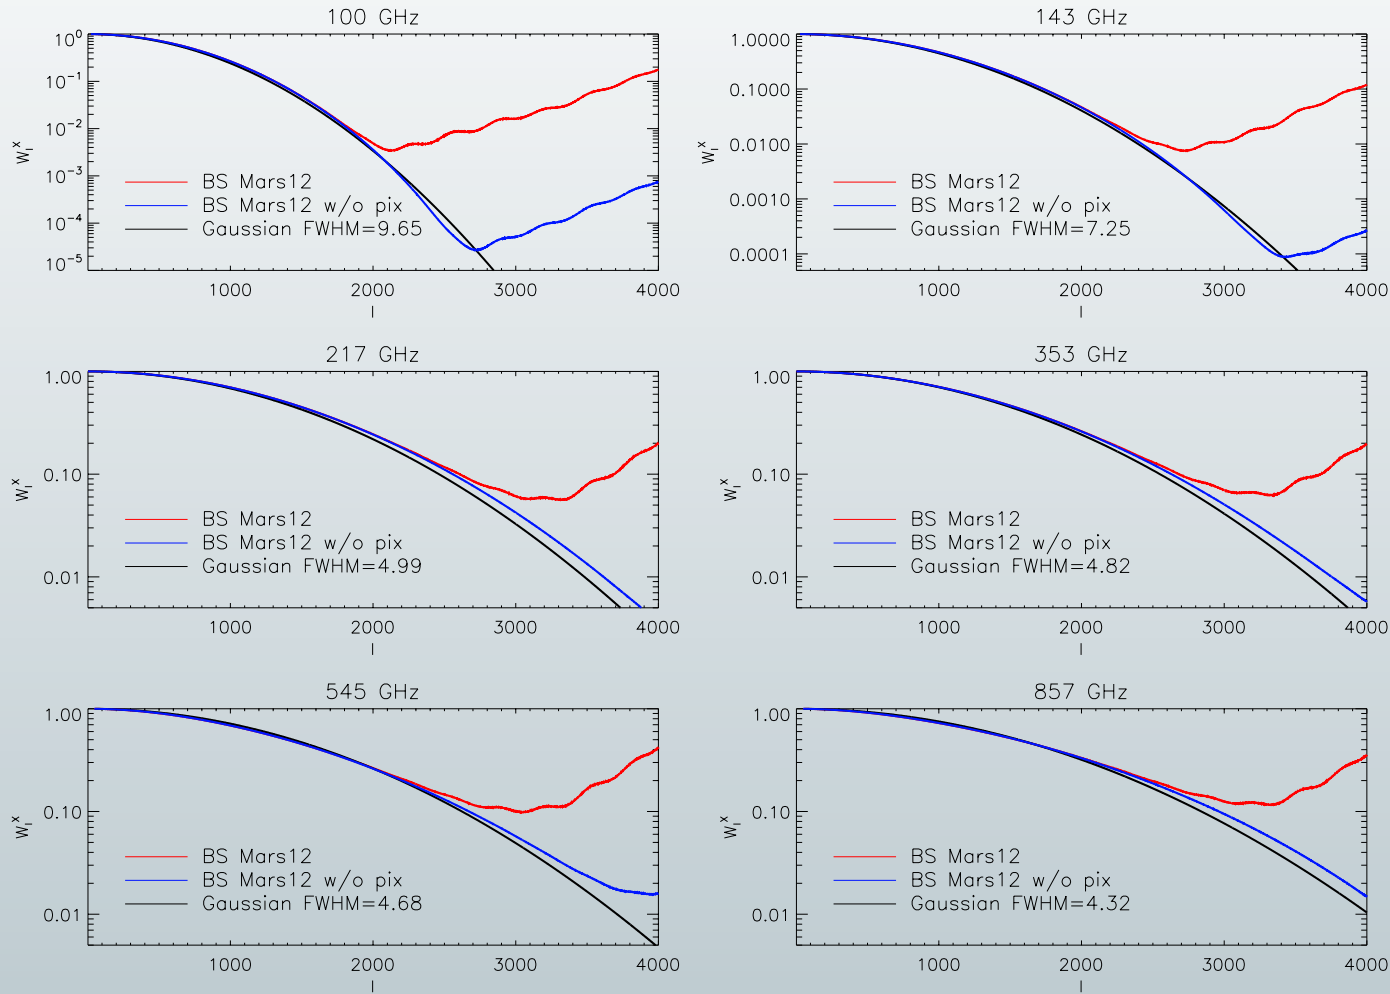 100 GHz
10^0
10^-1
10^-2
10^-3
10^-4
10^-5
W_l^x
BS Mars12
BS Mars12 w/o pix
Gaussian FWHM=9.65
1000 2000 3000 4000
l
143 GHz
1.0000
0.1000
0.0100
0.0010
0.0001
W_l^x
BS Mars12
BS Mars12 w/o pix
Gaussian FWHM=7.25
1000 2000 3000 4000
l
217 GHz
1.00
0.10
0.01
W_l^x
BS Mars12
BS Mars12 w/o pix
Gaussian FWHM=4.99
1000 2000 3000 4000
l
353 GHz
1.00
0.10
0.01
W_l^x
BS Mars12
BS Mars12 w/o pix
Gaussian FWHM=4.82
1000 2000 3000 4000
l
545 GHz
1.00
0.10
0.01
W_l^x
BS Mars12
BS Mars12 w/o pix
Gaussian FWHM=4.68
1000 2000 3000 4000
l
857 GHz
1.00
0.10
0.01
W_l^x
BS Mars12
BS Mars12 w/o pix
Gaussian FWHM=4.32
1000 2000 3000 4000
l